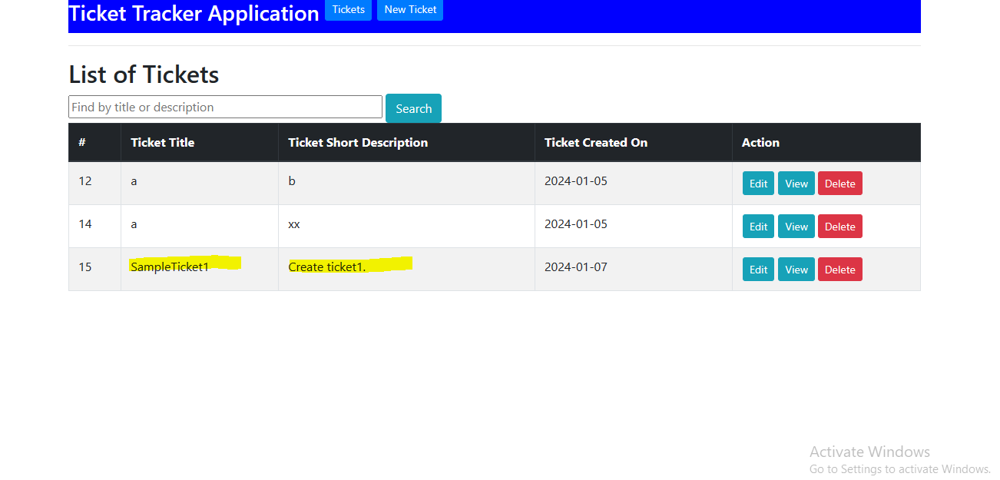 Ticket Tracker Application Tickets New Ticket
List of Tickets
Find by title or description Search
# Ticket Title Ticket Short Description Ticket Created On Action
12 a b 2024-01-05 Edit View Delete
14 a xx 2024-01-05 Edit View Delete
15 SampleTicket1 Create ticket1. 2024-01-07 Edit View Delete
Activate Windows
Go to Settings to activate Windows.